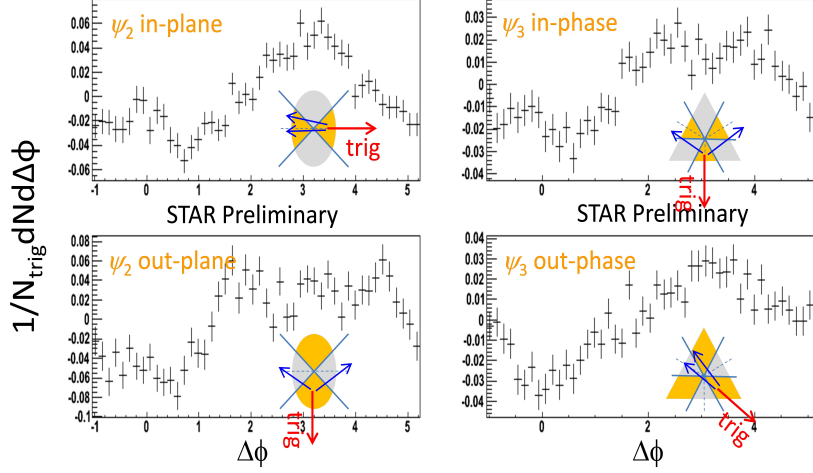 1/N_trig dNdΔϕ
ψ2 in-plane
0.06
0.04
0.02
0
-0.02
-0.04
-0.06
trig
-1 0 1 2 3 4 5
ψ3 in-phase
0.03
0.02
0.01
0
-0.01
-0.02
-0.03
-0.04
trig
0 2 4
STAR Preliminary
STAR Preliminary
ψ2 out-plane
0.08
0.06
0.04
0.02
0
-0.02
-0.04
-0.06
-0.08
-0.1
trig
-1 0 1 2 3 4 5
Δϕ
ψ3 out-phase
0.04
0.03
0.02
0.01
0
-0.01
-0.02
-0.03
-0.04
trig
0 2 4
Δϕ